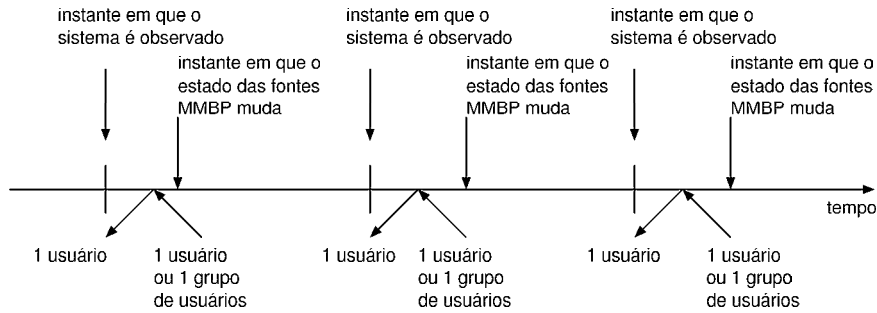 instante em que o
sistema é observado
instante em que o
estado das fontes
MMBP muda
instante em que o
sistema é observado
instante em que o
estado das fontes
MMBP muda
instante em que o
sistema é observado
instante em que o
estado das fontes
MMBP muda
tempo
1 usuário
1 usuário
ou 1 grupo
de usuários
1 usuário
1 usuário
ou 1 grupo
de usuários
1 usuário
1 usuário
ou 1 grupo
de usuários